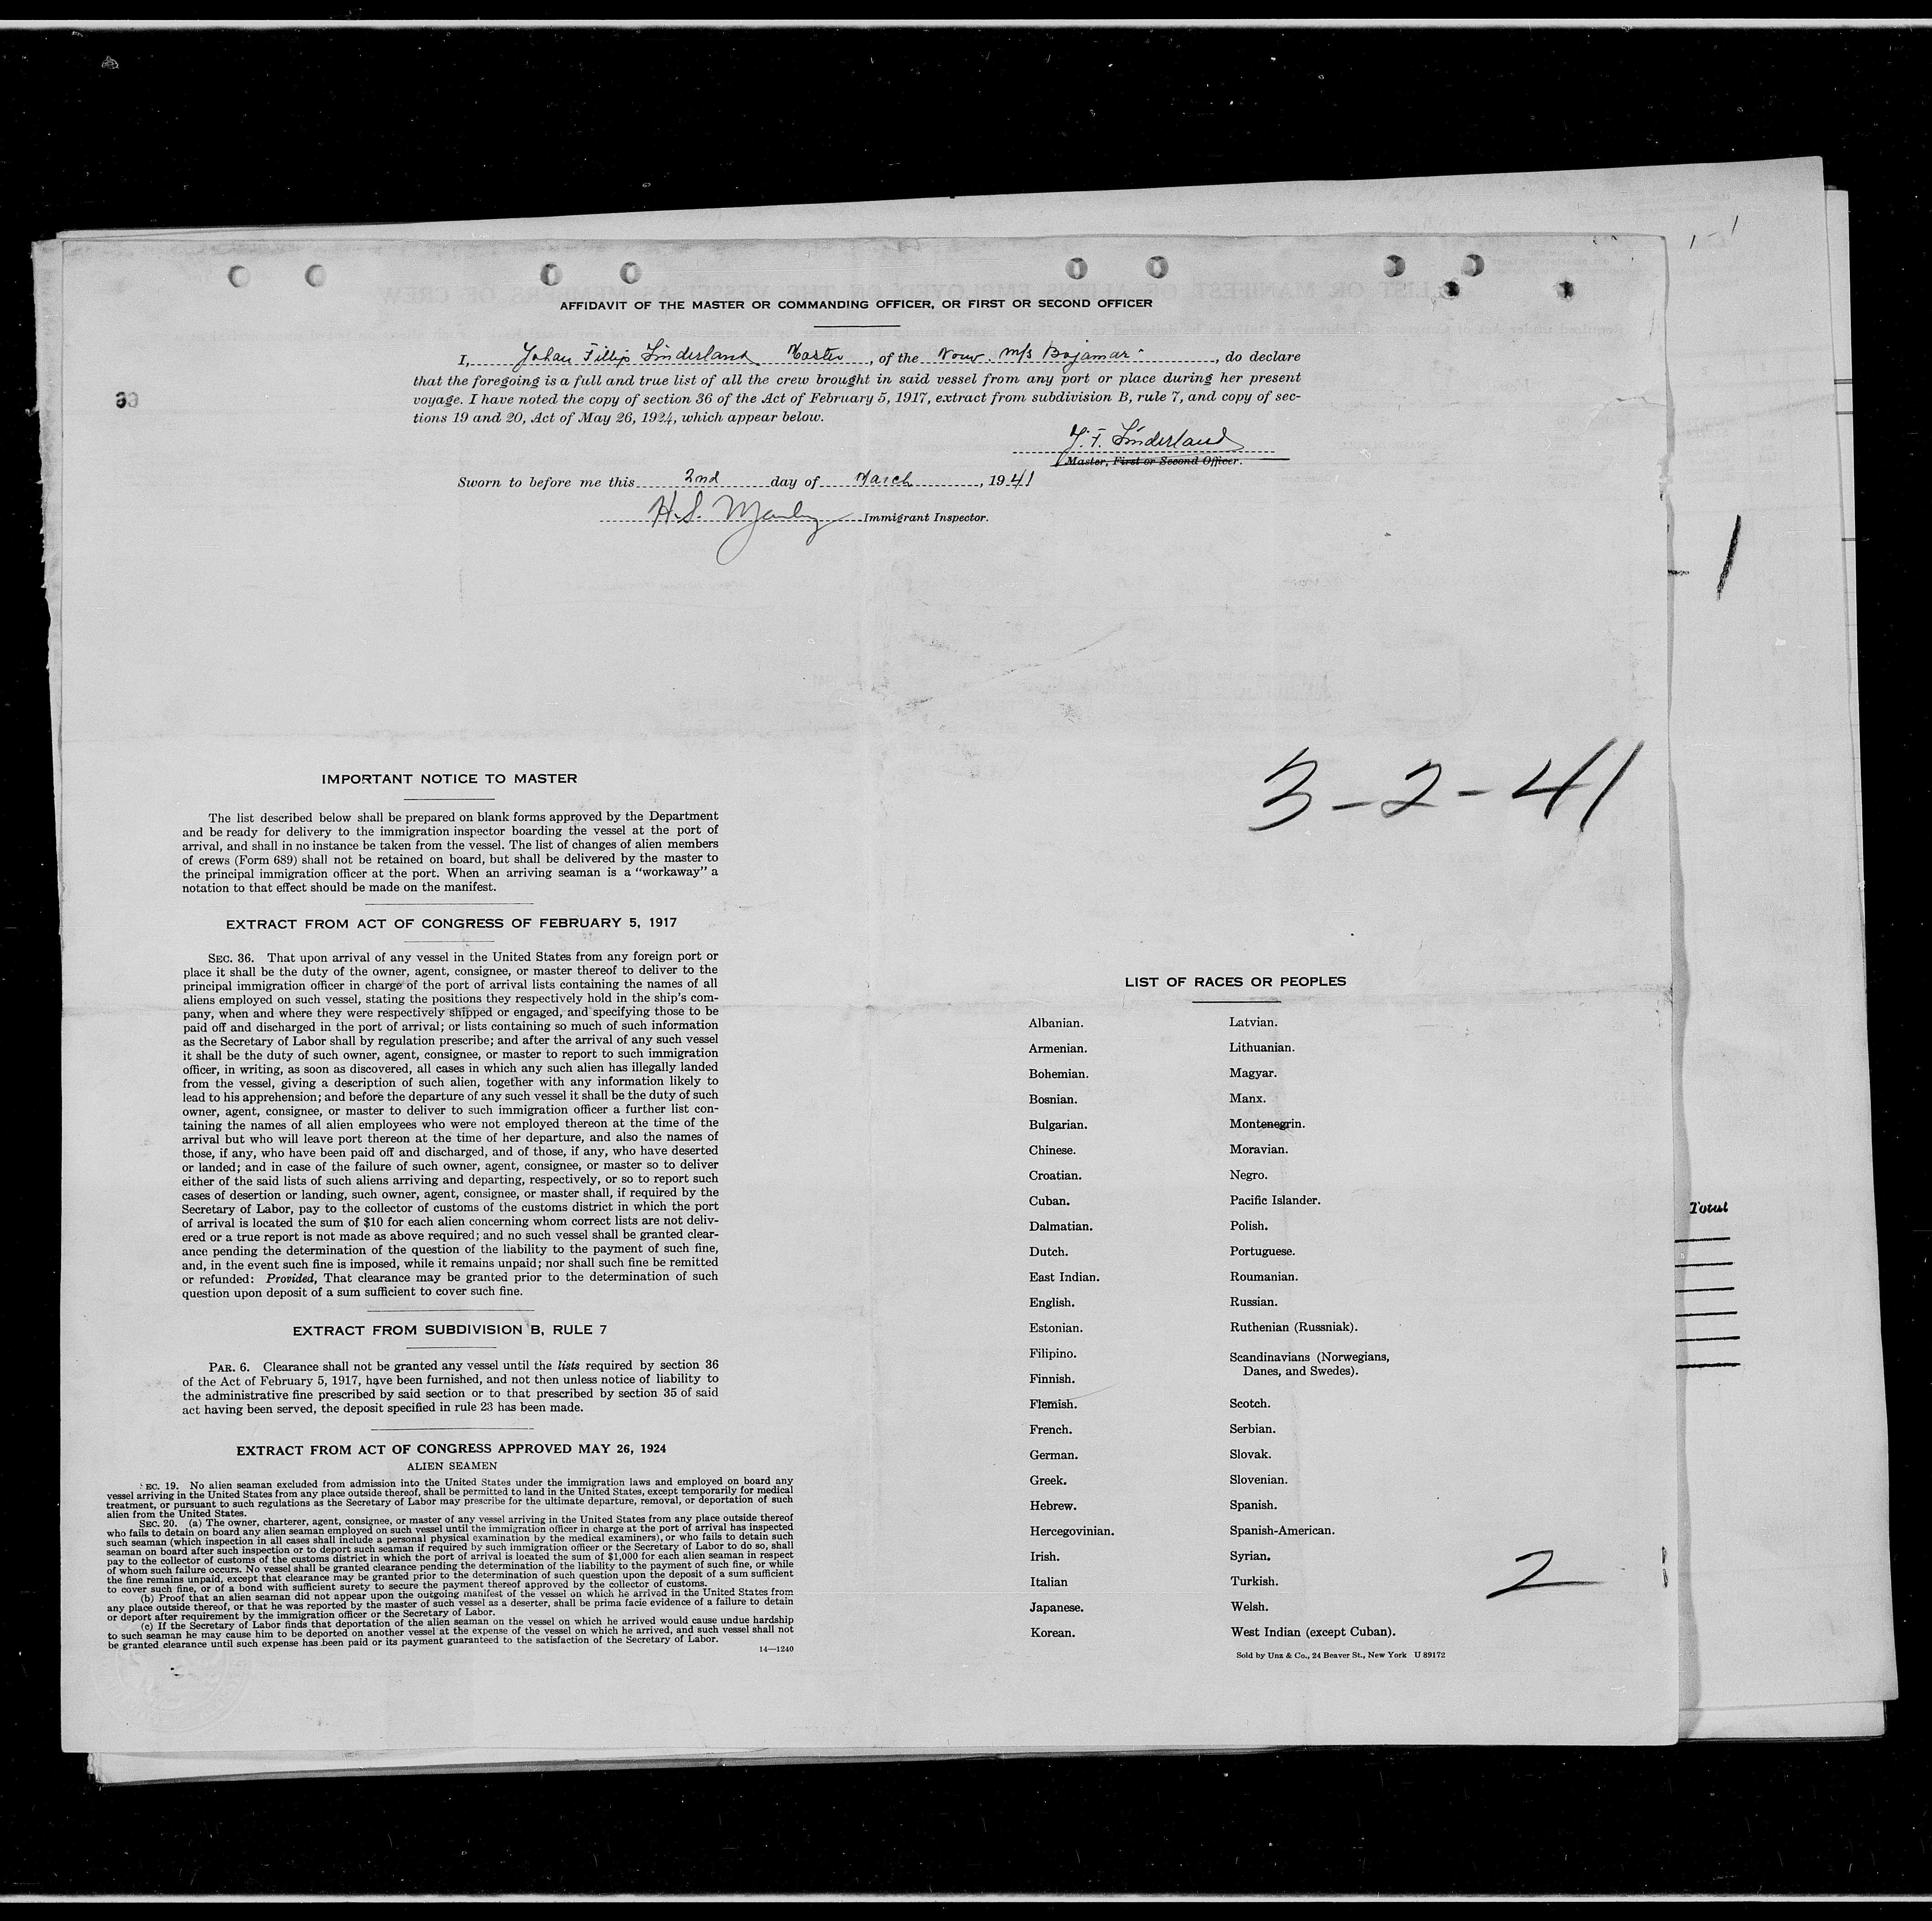 AFFIDAVIT OF THE MASTER OR COMMANDING OFFICER, OR FIRST OR SECOND OFFICER
I, Johan Fillip Linderland Master, of the Norw. m/s Bajamar, do declare
that the foregoing is a full and true list of all the crew brought in said vessel from any port or place during her present
voyage. I have noted the copy of section 36 of the Act of February 5, 1917, extract from subdivision B, rule 7, and copy of sec-
tions 19 and 20, Act of May 26, 1924, which appear below.
J. F. Linderland
Master, First or Second Officer.
Sworn to before me this 2nd day of March, 1941
H. S. Immigrant Inspector.
1
3-2-41
IMPORTANT NOTICE TO MASTER
The list described below shall be prepared on blank forms approved by the Department
and be ready for delivery to the immigration inspector boarding the vessel at the port of
arrival, and shall in no instance be taken from the vessel. The list of changes of alien members
of crews (Form 689) shall not be retained on board, but shall be delivered by the master to
the principal immigration officer at the port. When an arriving seaman is a "workaway" a
notation to that effect should be made on the manifest.
EXTRACT FROM ACT OF CONGRESS OF FEBRUARY 5, 1917
SEC. 36. That upon arrival of any vessel in the United States from any foreign port or
place it shall be the duty of the owner, agent, consignee, or master thereof to deliver to the
principal immigration officer in charge of the port of arrival lists containing the names of all
aliens employed on such vessel, stating the positions they respectively hold in the ship's com-
pany, when and where they were respectively shipped or engaged, and specifying those to be
paid off and discharged in the port of arrival; or lists containing so much of such information
as the Secretary of Labor shall by regulation prescribe; and after the arrival of any such vessel
it shall be the duty of such owner, agent, consignee, or master to report to such immigration
officer, in writing, as soon as discovered, all cases in which any such alien has illegally landed
from the vessel, giving a description of such alien, together with any information likely to
lead to his apprehension; and before the departure of any such vessel it shall be the duty of such
owner, agent, consignee, or master to deliver to such immigration officer a further list con-
taining the names of all alien employees who were not employed thereon at the time of the
arrival but who will leave port thereon at the time of her departure, and also the names of
those, if any, who have been paid off and discharged, and of those, if any, who have deserted
or landed; and in case of the failure of such owner, agent, consignee, or master so to deliver
either of the said lists of such aliens arriving and departing, respectively, or so to report such
cases of desertion or landing, such owner, agent, consignee, or master shall, if required by the
Secretary of Labor, pay to the collector of customs of the customs district in which the port
of arrival is located the sum of $10 for each alien concerning whom correct lists are not deliv-
ered or a true report is not made as above required; and no such vessel shall be granted clear-
ance pending the determination of the question of the liability to the payment of such fine,
and, in the event such fine is imposed, while it remains unpaid; nor shall such fine be remitted
or refunded: Provided, That clearance may be granted prior to the determination of such
question upon deposit of a sum sufficient to cover such fine.
EXTRACT FROM SUBDIVISION B, RULE 7
PAR. 6. Clearance shall not be granted any vessel until the lists required by section 36
of the Act of February 5, 1917, have been furnished, and not then unless notice of liability to
the administrative fine prescribed by said section or to that prescribed by section 35 of said
act having been served, the deposit specified in rule 23 has been made.
EXTRACT FROM ACT OF CONGRESS APPROVED MAY 26, 1924
ALIEN SEAMEN
SEC. 19. No alien seaman excluded from admission into the United States under the immigration laws and employed on board any
vessel arriving in the United States from any place outside thereof, shall be permitted to land in the United States, except temporarily for medical
treatment, or pursuant to such regulations as the Secretary of Labor may prescribe for the ultimate departure, removal, or deportation of such
alien from the United States.
SEC. 20. (a) The owner, charterer, agent, consignee, or master of any vessel arriving in the United States from any place outside thereof
who fails to detain on board any alien seaman employed on such vessel until the immigration officer in charge at the port of arrival has inspected
such seaman (which inspection in all cases shall include a personal physical examination by the medical examiners), or who fails to detain such
seaman on board after such inspection or to deport such seaman if required by such immigration officer or the Secretary of Labor to do so, shall
pay to the collector of customs of the customs district in which the port of arrival is located the sum of $1,000 for each alien seaman in respect
of whom such failure occurs. No vessel shall be granted clearance pending the determination of the liability to the payment of such fine, or while
the fine remains unpaid, except that clearance may be granted prior to the determination of such question upon the deposit of a sum sufficient
to cover such fine, or of a bond with sufficient surety to secure the payment thereof approved by the collector of customs.
(b) Proof that an alien seaman did not appear upon the outgoing manifest of the vessel on which he arrived in the United States from
any place outside thereof, or that he was reported by the master of such vessel as a deserter, shall be prima facie evidence of a failure to detain
or deport after requirement by the immigration officer or the Secretary of Labor.
(c) If the Secretary of Labor finds that deportation of the alien seaman on the vessel on which he arrived would cause undue hardship
to such seaman he may cause him to be deported on another vessel at the expense of the vessel on which he arrived, and such vessel shall not
be granted clearance until such expense has been paid or its payment guaranteed to the satisfaction of the Secretary of Labor.
14—1240
LIST OF RACES OR PEOPLES
Albanian.
Armenian.
Bohemian.
Bosnian.
Bulgarian.
Chinese.
Croatian.
Cuban.
Dalmatian.
Dutch.
East Indian.
English.
Estonian.
Filipino.
Finnish.
Flemish.
French.
German.
Greek.
Hebrew.
Hercegovinian.
Irish.
Italian
Japanese.
Korean.
Latvian.
Lithuanian.
Magyar.
Manx.
Montenegrin.
Moravian.
Negro.
Pacific Islander.
Polish.
Portuguese.
Roumanian.
Russian.
Ruthenian (Russniak).
Scandinavians (Norwegians,
Danes, and Swedes).
Scotch.
Serbian.
Slovak.
Slovenian.
Spanish.
Spanish-American.
Syrian.
Turkish.
Welsh.
West Indian (except Cuban).
Sold by Unz & Co., 24 Beaver St., New York U 89172
2
Total